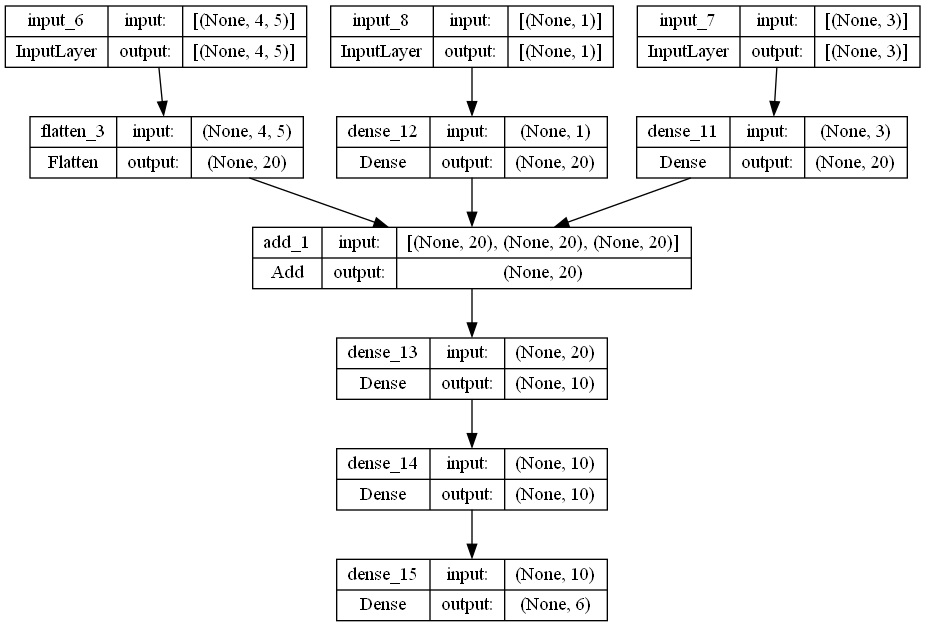 input_6 input: [(None, 4, 5)]
InputLayer output: [(None, 4, 5)]
input_8 input: [(None, 1)]
InputLayer output: [(None, 1)]
input_7 input: [(None, 3)]
InputLayer output: [(None, 3)]
flatten_3 input: (None, 4, 5)
Flatten output: (None, 20)
dense_12 input: (None, 1)
Dense output: (None, 20)
dense_11 input: (None, 3)
Dense output: (None, 20)
add_1 input: [(None, 20), (None, 20), (None, 20)]
Add output: (None, 20)
dense_13 input: (None, 20)
Dense output: (None, 10)
dense_14 input: (None, 10)
Dense output: (None, 10)
dense_15 input: (None, 10)
Dense output: (None, 6)